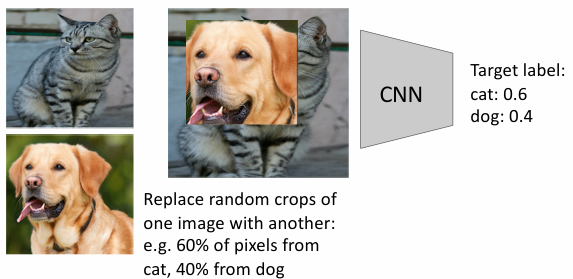 CNN
Target label:
cat: 0.6
dog: 0.4
Replace random crops of
one image with another:
e.g. 60% of pixels from
cat, 40% from dog